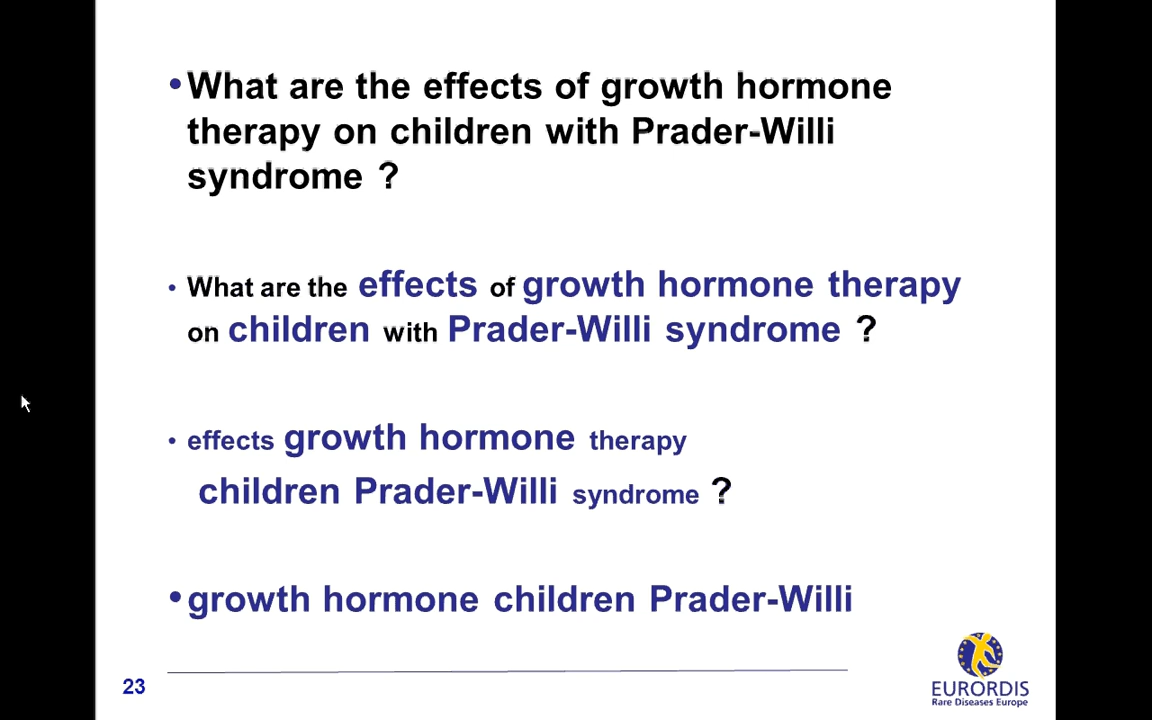 •What are the effects of growth hormone
therapy on children with Prader-Willi
syndrome ?
• What are the effects of growth hormone therapy
on children with Prader-Willi syndrome ?
• effects growth hormone therapy
children Prader-Willi syndrome ?
•growth hormone children Prader-Willi
23
EURORDIS
Rare Diseases Europe